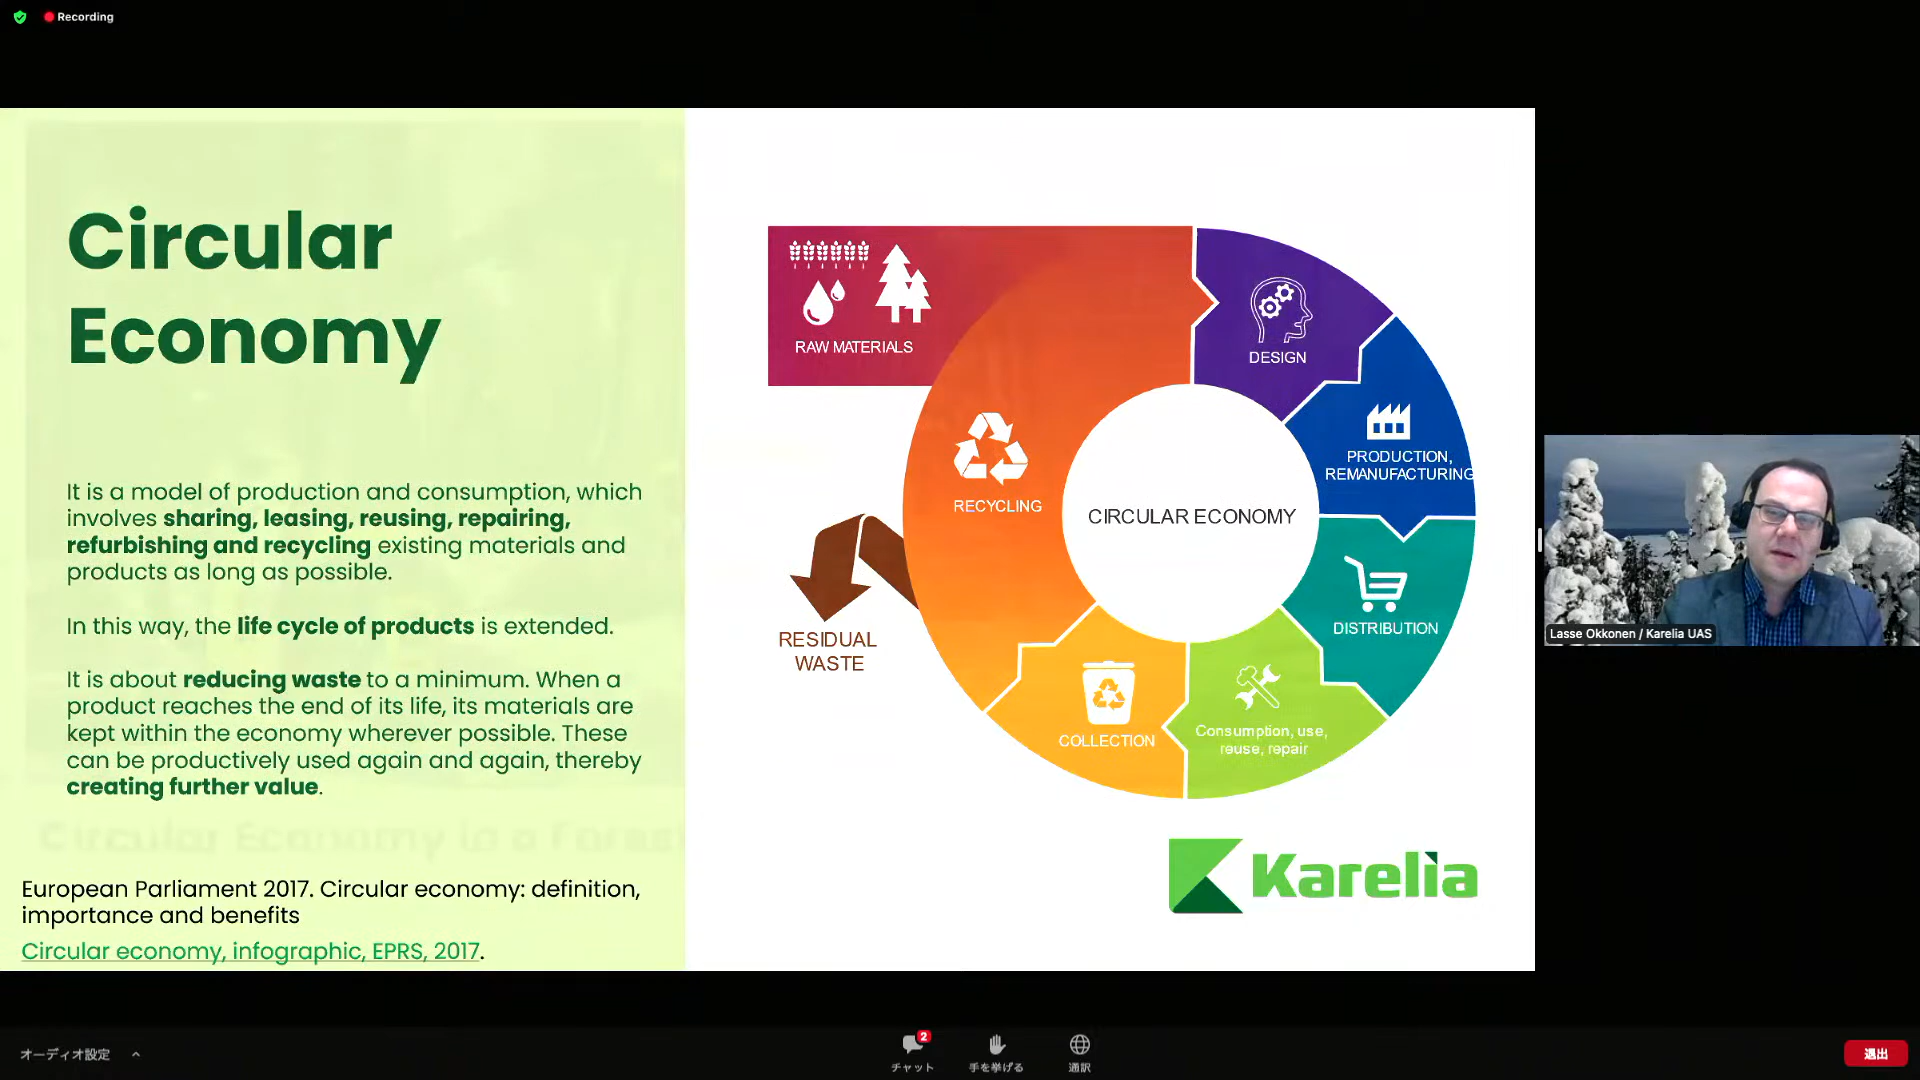 Recording
Circular
Economy
It is a model of production and consumption, which
involves sharing, leasing, reusing, repairing,
refurbishing and recycling existing materials and
products as long as possible.
In this way, the life cycle of products is extended.
It is about reducing waste to a minimum. When a
product reaches the end of its life, its materials are
kept within the economy wherever possible. These
can be productively used again and again, thereby
creating further value.
Circular Economy in a Forest
European Parliament 2017. Circular economy: definition,
importance and benefits
Circular economy, infographic, EPRS, 2017.
RAW MATERIALS
DESIGN
PRODUCTION,
REMANUFACTURING
RECYCLING
CIRCULAR ECONOMY
DISTRIBUTION
RESIDUAL
WASTE
Consumption, use,
reuse, repair
COLLECTION
Karelia
Lasse Okkonen / Karelia UAS
オーディオ設定
2
チャット
手を挙げる
通訳
退出